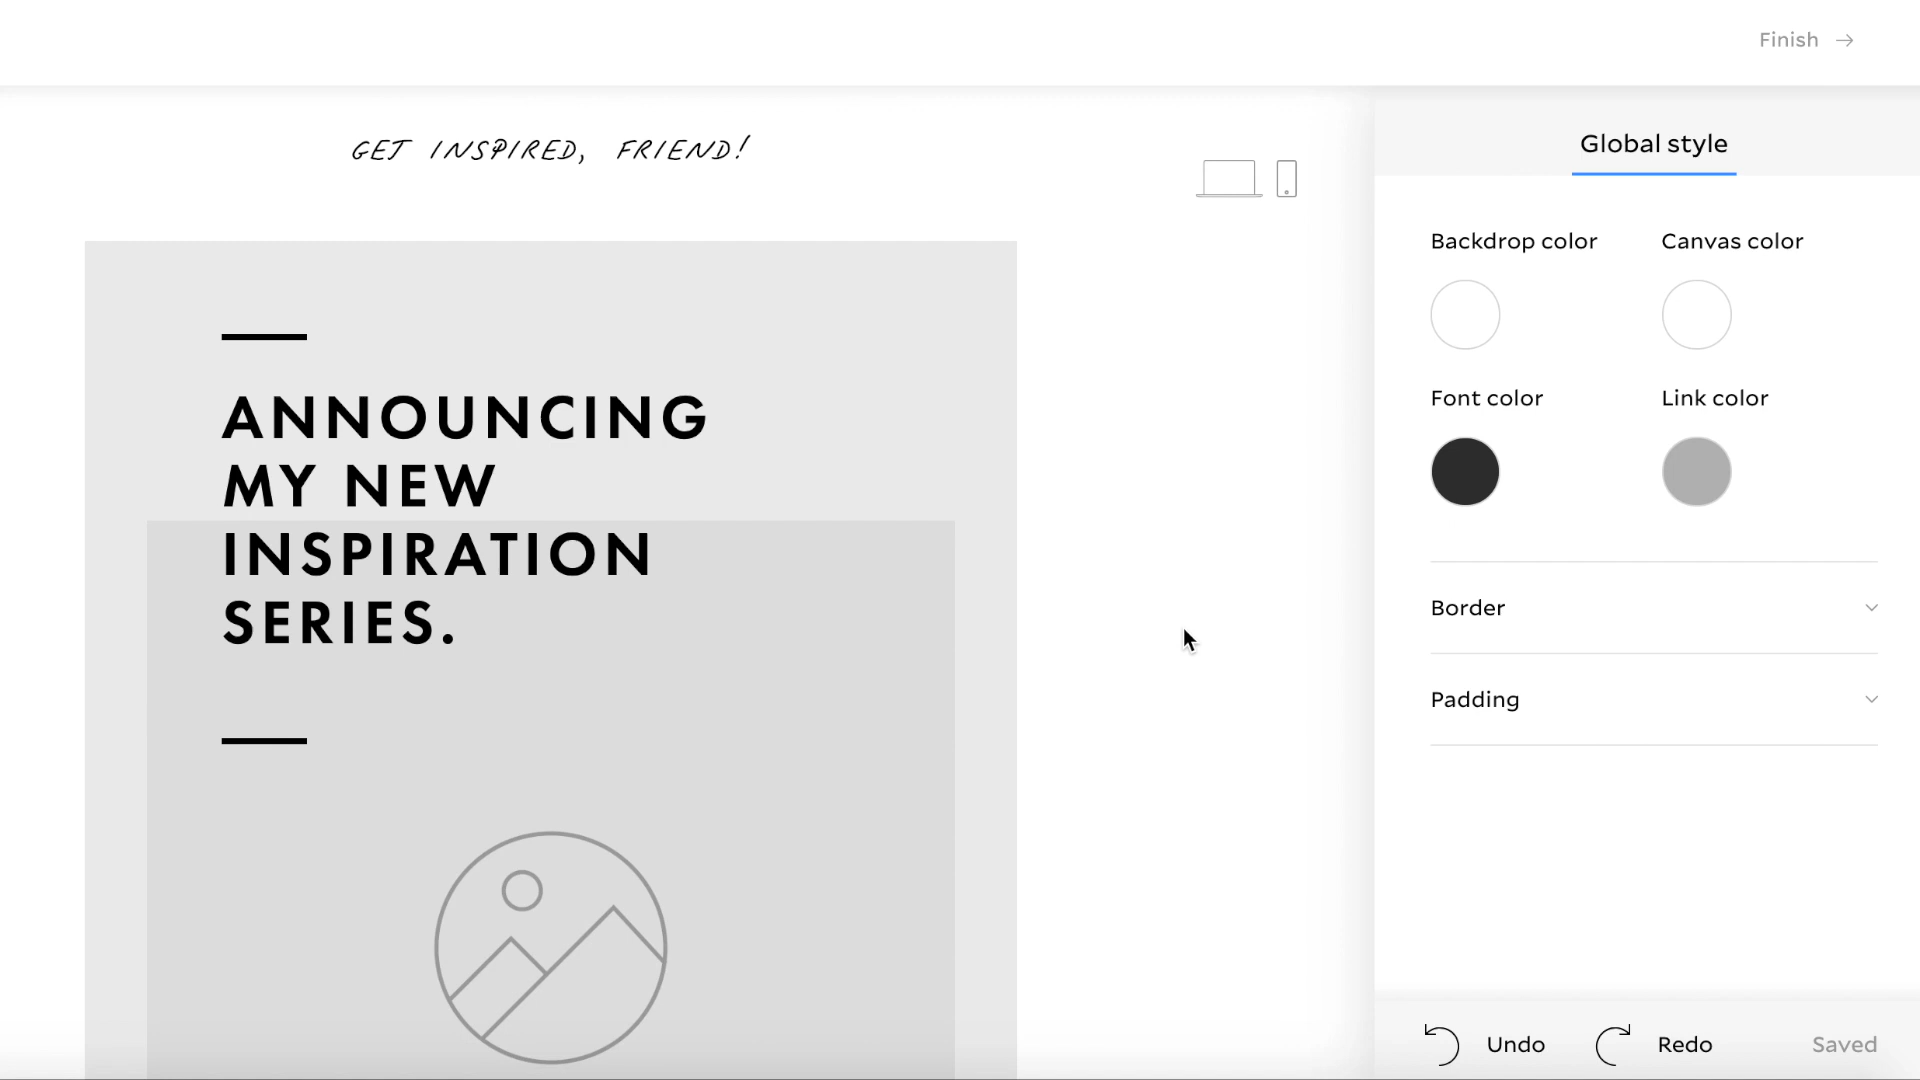 Finish
GET INSPIRED, FRIEND!
Global style
Backdrop color
Canvas color
Font color
Link color
ANNOUNCING
MY NEW
INSPIRATION
SERIES.
Border
Padding
Undo
Redo
Saved